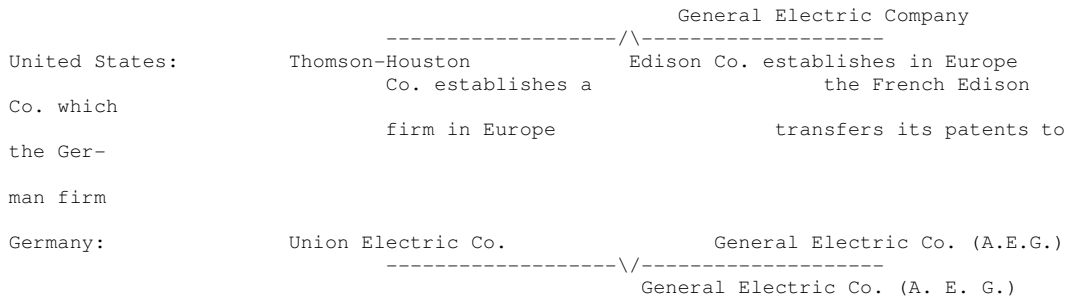 General Electric Company
-------------------/\--------------------
United States: Thomson-Houston Edison Co. establishes in Europe
Co. establishes a the French Edison
Co. which
firm in Europe transfers its patents to
the Ger-
man firm
Germany: Union Electric Co. General Electric Co. (A.E.G.)
-------------------\/--------------------
General Electric Co. (A. E. G.)